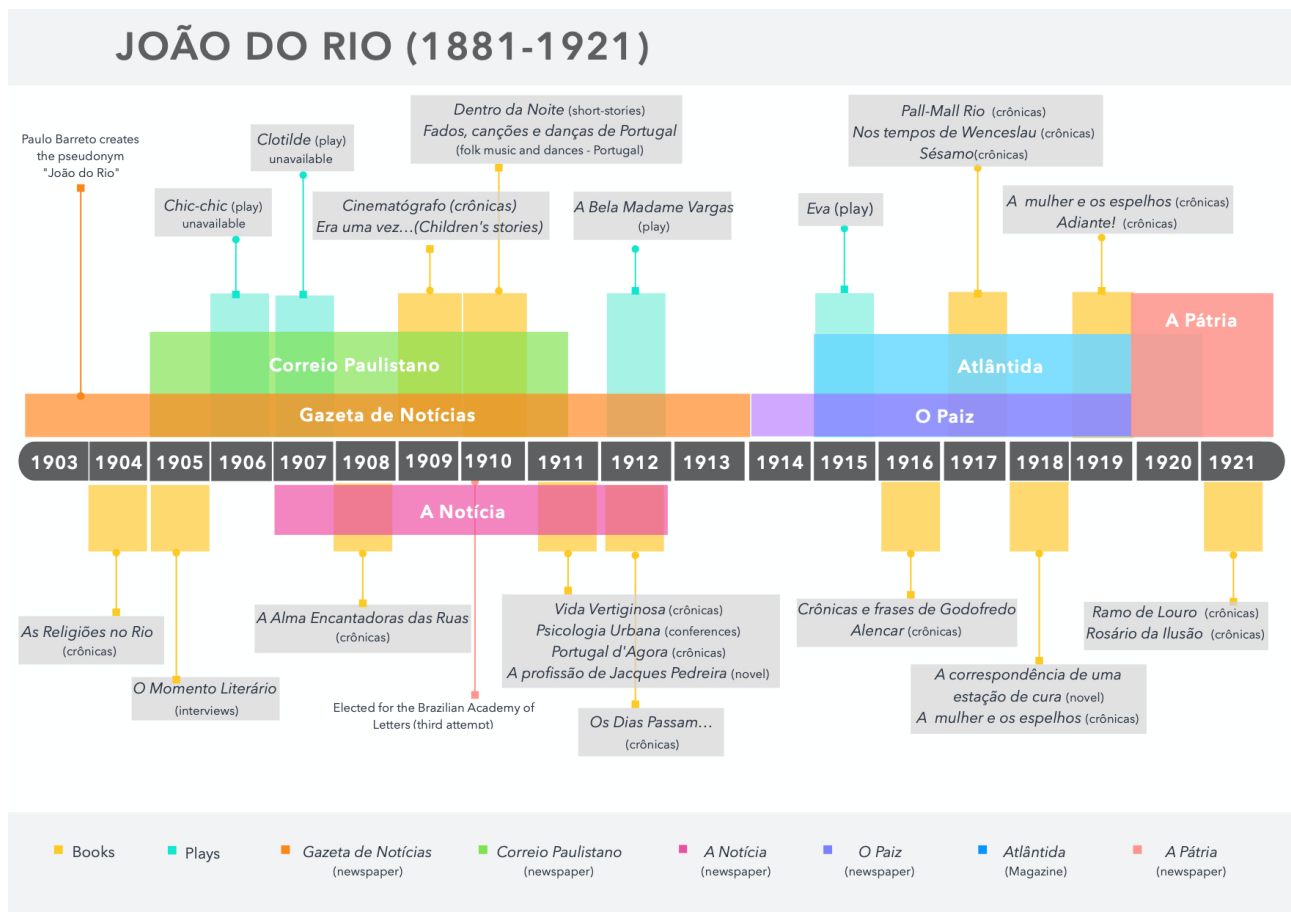 JOÃO DO RIO (1881-1921)
Paulo Barreto creates
the pseudonym
"João do Rio"
Chic-chic (play)
unavailable
Clotilde (play)
unavailable
Cinematógrafo (crônicas)
Era uma vez...(Children's stories)
Dentro da Noite (short-stories)
Fados, canções e danças de Portugal
(folk music and dances - Portugal)
A Bela Madame Vargas
(play)
Eva (play)
Pall-Mall Rio (crônicas)
Nos tempos de Wenceslau (crônicas)
Sésamo(crônicas)
A mulher e os espelhos (crônicas)
Adiante! (crônicas)
A Pátria
Correio Paulistano
Atlântida
Gazeta de Notícias
O Paiz
1903 1904 1905 1906 1907 1908 1909 1910 1911 1912 1913 1914 1915 1916 1917 1918 1919 1920 1921
A Notícia
As Religiões no Rio
(crônicas)
O Momento Literário
(interviews)
A Alma Encantadoras das Ruas
(crônicas)
Elected for the Brazilian Academy of
Letters (third attempt)
Vida Vertiginosa (crônicas)
Psicologia Urbana (conferences)
Portugal d'Agora (crônicas)
A profissão de Jacques Pedreira (novel)
Os Dias Passam...
(crônicas)
Crônicas e frases de Godofredo
Alencar (crônicas)
A correspondência de uma
estação de cura (novel)
A mulher e os espelhos (crônicas)
Ramo de Louro (crônicas)
Rosário da Ilusão (crônicas)
Books
Plays
Gazeta de Notícias
(newspaper)
Correio Paulistano
(newspaper)
A Notícia
(newspaper)
O Paiz
(newspaper)
Atlântida
(Magazine)
A Pátria
(newspaper)